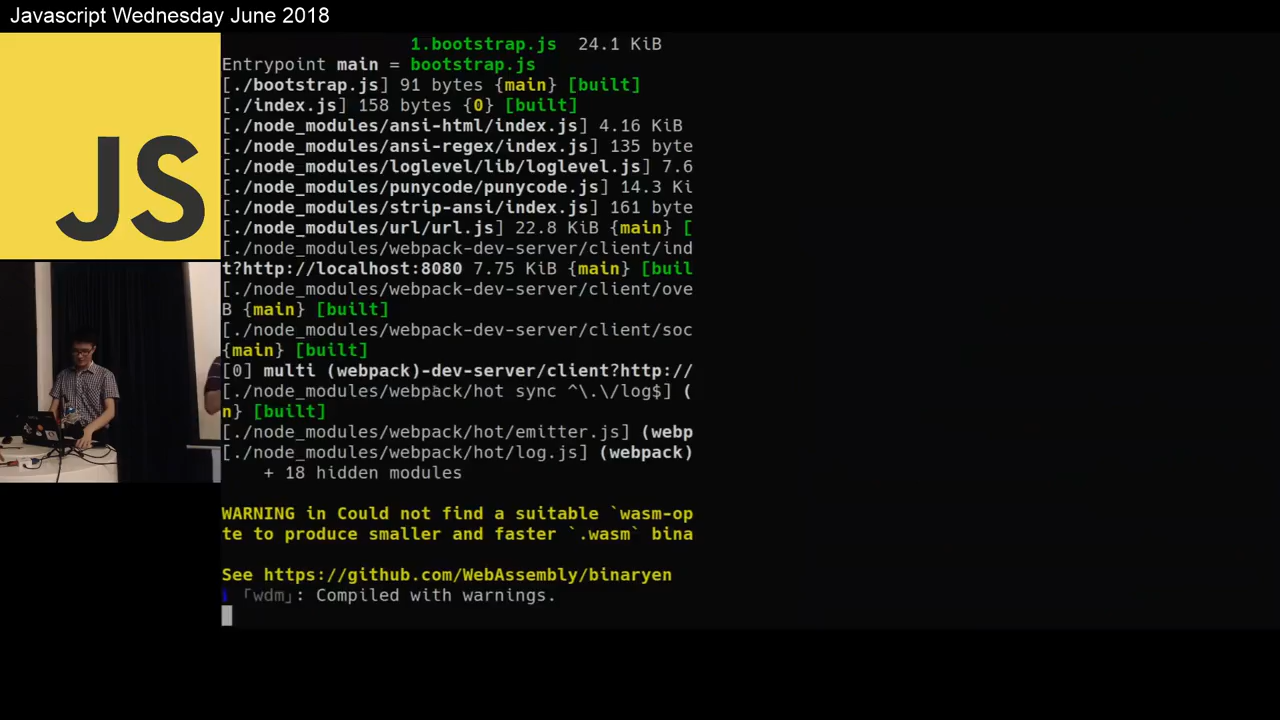 Javascript Wednesday June 2018
JS
1.bootstrap.js 24.1 KiB
Entrypoint main = bootstrap.js
[./bootstrap.js] 91 bytes {main} [built]
[./index.js] 158 bytes {0} [built]
[./node_modules/ansi-html/index.js] 4.16 KiB
[./node_modules/ansi-regex/index.js] 135 byte
[./node_modules/loglevel/lib/loglevel.js] 7.6
[./node_modules/punycode/punycode.js] 14.3 Ki
[./node_modules/strip-ansi/index.js] 161 byte
[./node_modules/url/url.js] 22.8 KiB {main} [
[./node_modules/webpack-dev-server/client/ind
t?http://localhost:8080 7.75 KiB {main} [buil
[./node_modules/webpack-dev-server/client/ove
B {main} [built]
[./node_modules/webpack-dev-server/client/soc
{main} [built]
[0] multi (webpack)-dev-server/client?http://
[./node_modules/webpack/hot sync ^\.\/log$] (
n} [built]
[./node_modules/webpack/hot/emitter.js] (webp
[./node_modules/webpack/hot/log.js] (webpack)
+ 18 hidden modules
WARNING in Could not find a suitable `wasm-op
te to produce smaller and faster `.wasm` bina
See https://github.com/WebAssembly/binaryen
i ｢wdm｣: Compiled with warnings.